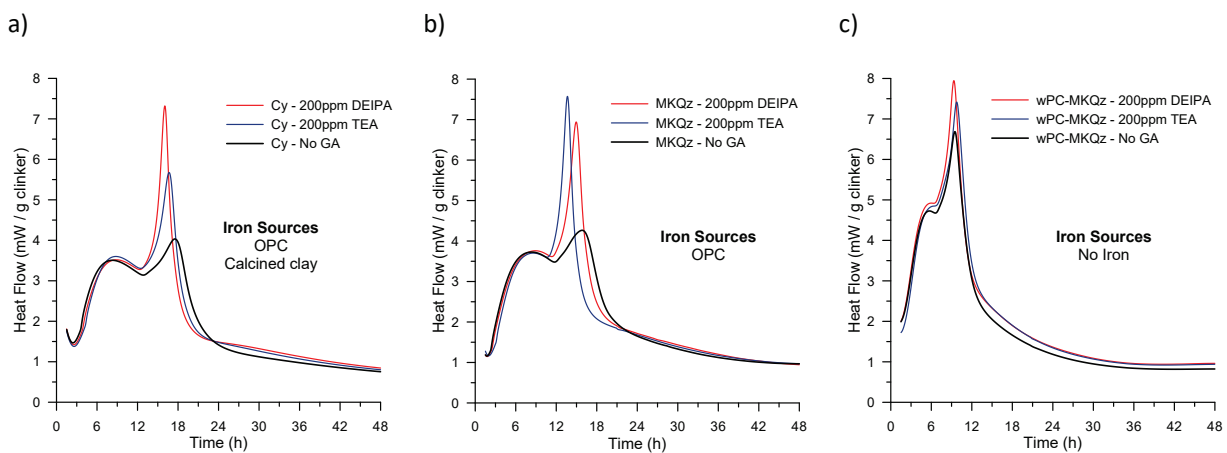 a)
8
7
6
5
4
3
2
1
0
Heat Flow (mW / g clinker)
Cy - 200ppm DEIPA
Cy - 200ppm TEA
Cy - No GA
Iron Sources
OPC
Calcined clay
0 6 12 18 24 30 36 42 48
Time (h)
b)
8
7
6
5
4
3
2
1
0
Heat Flow (mW / g clinker)
MKQz - 200ppm DEIPA
MKQz - 200ppm TEA
MKQz - No GA
Iron Sources
OPC
0 6 12 18 24 30 36 42 48
Time (h)
c)
8
7
6
5
4
3
2
1
0
Heat Flow (mW / g clinker)
wPC-MKQz - 200ppm DEIPA
wPC-MKQz - 200ppm TEA
wPC-MKQz - No GA
Iron Sources
No Iron
0 6 12 18 24 30 36 42 48
Time (h)